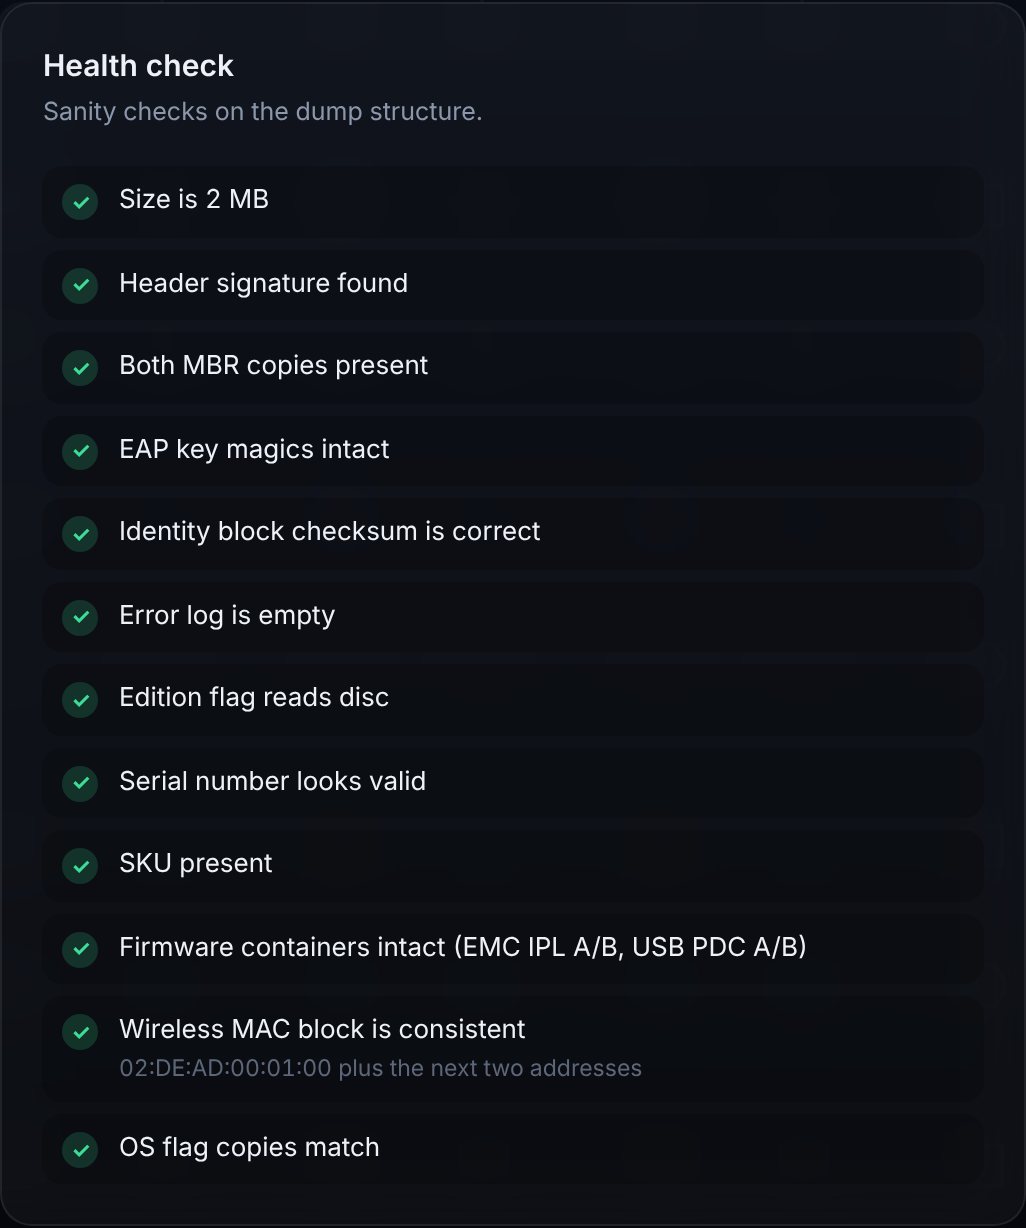 Health check
Sanity checks on the dump structure.
Size is 2 MB
Header signature found
Both MBR copies present
EAP key magics intact
Identity block checksum is correct
Error log is empty
Edition flag reads disc
Serial number looks valid
SKU present
Firmware containers intact (EMC IPL A/B, USB PDC A/B)
Wireless MAC block is consistent
02:DE:AD:00:01:00 plus the next two addresses
OS flag copies match